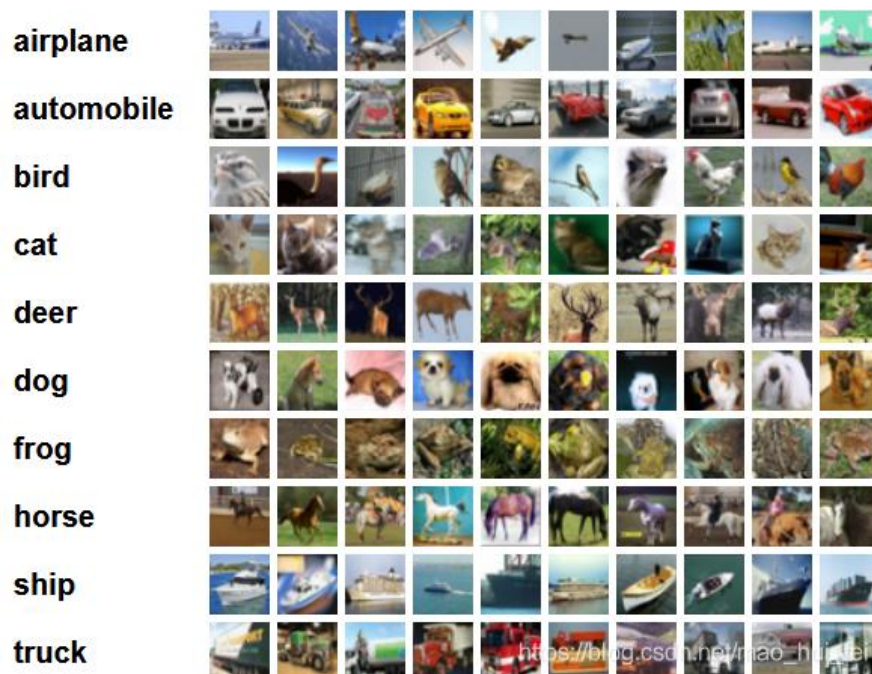 airplane
automobile
bird
cat
deer
dog
frog
horse
ship
truck